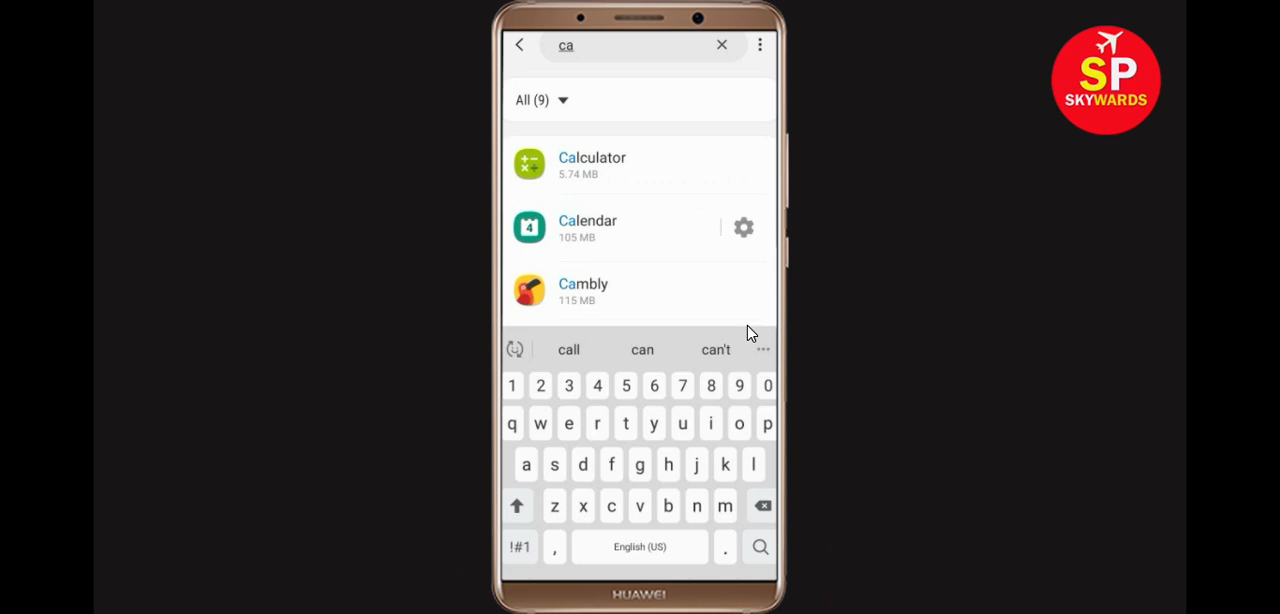 ca
SP
SKYWARDS
All (9)
Calculator
5.74 MB
4
Calendar
105 MB
Cambly
115 MB
call can can't
1 2 3 4 5 6 7 8 9 0
q w e r t y u i o p
a s d f g h j k l
z x c v b n m
!#1 , English (US) .
HUAWEI